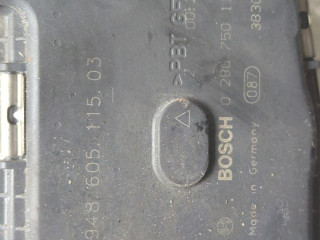 >PBT GF
0 280 750
BOSCH
087
Made in Germany
948.605.115.03